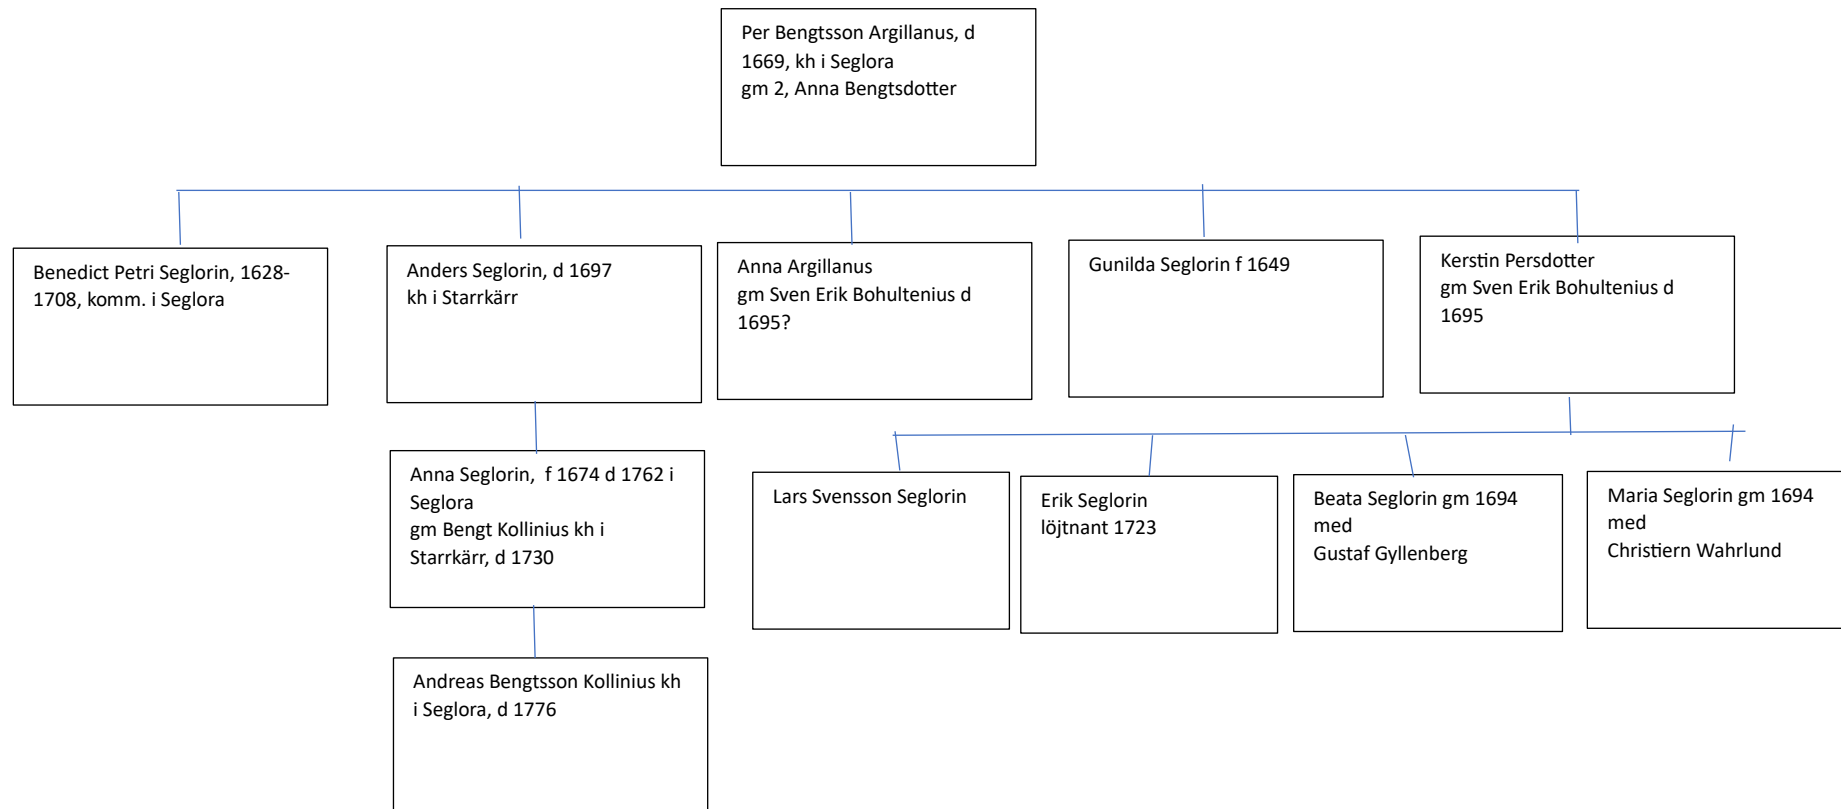 Per Bengtsson Argillanus, d
1669, kh i Seglora
gm 2, Anna Bengtsdotter
Benedict Petri Seglorin, 1628-
1708, komm. i Seglora
Anders Seglorin, d 1697
kh i Starrkärr
Anna Argillanus
gm Sven Erik Bohultenius d
1695?
Gunilda Seglorin f 1649
Kerstin Persdotter
gm Sven Erik Bohultenius d
1695
Anna Seglorin,  f 1674 d 1762 i
Seglora
gm Bengt Kollinius kh i
Starrkärr, d 1730
Lars Svensson Seglorin
Erik Seglorin
löjtnant 1723
Beata Seglorin gm 1694
med
Gustaf Gyllenberg
Maria Seglorin gm 1694
med
Christiern Wahrlund
Andreas Bengtsson Kollinius kh
i Seglora, d 1776